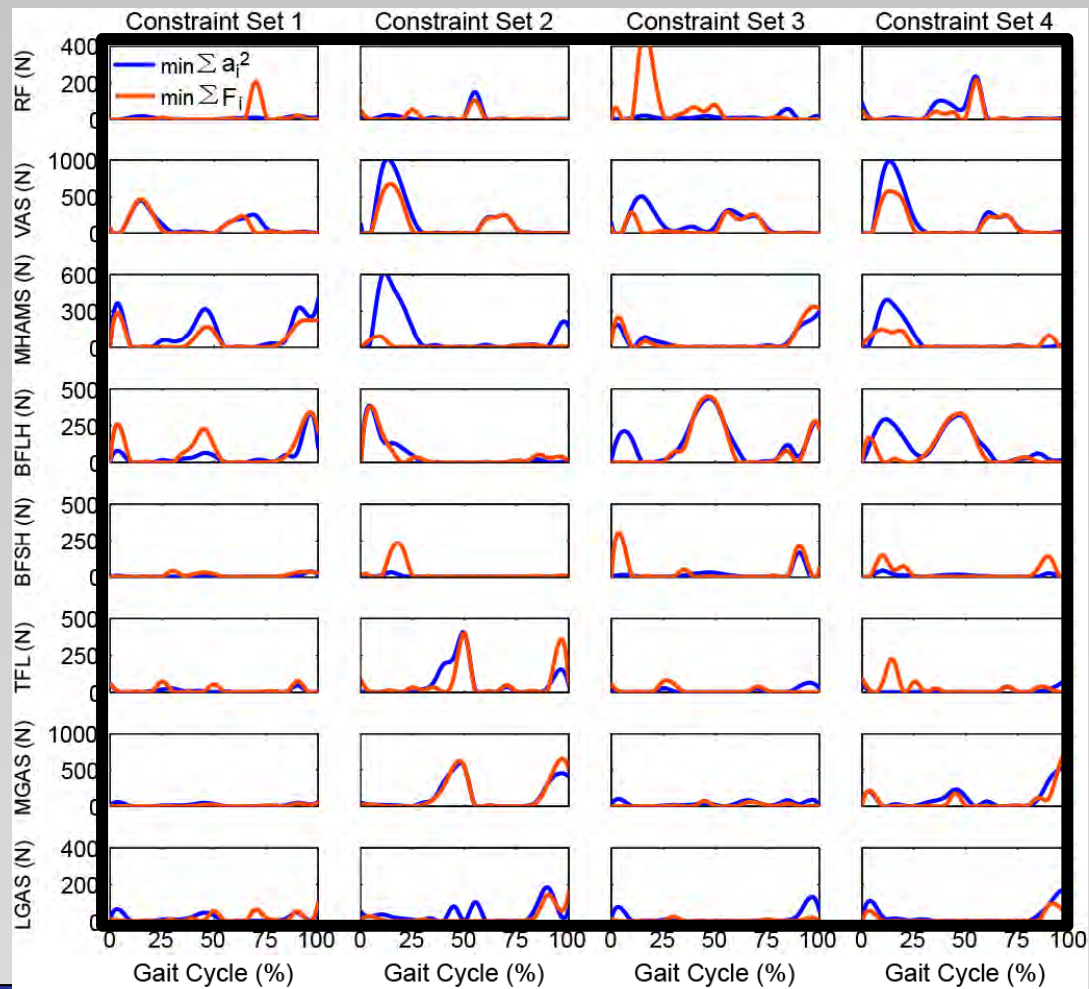 Constraint Set 1 Constraint Set 2 Constraint Set 3 Constraint Set 4
RF (N)
400
200
0
min ∑ aᵢ²
min ∑ Fᵢ
VAS (N)
1000
500
0
MHAMS (N)
600
300
0
BFLH (N)
500
250
0
BFSH (N)
500
250
0
TFL (N)
500
250
0
MGAS (N)
1000
500
0
LGAS (N)
400
200
0
0 25 50 75 100 0 25 50 75 100 0 25 50 75 100 0 25 50 75 100
Gait Cycle (%) Gait Cycle (%) Gait Cycle (%) Gait Cycle (%)